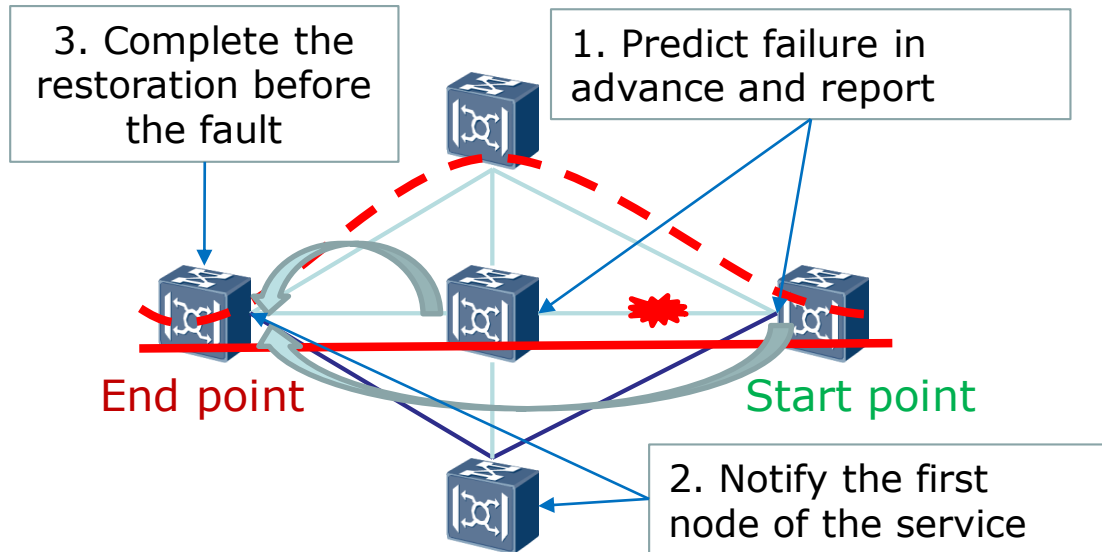 3. Complete the
restoration before
the fault
1. Predict failure in
advance and report
End point
Start point
2. Notify the first
node of the service